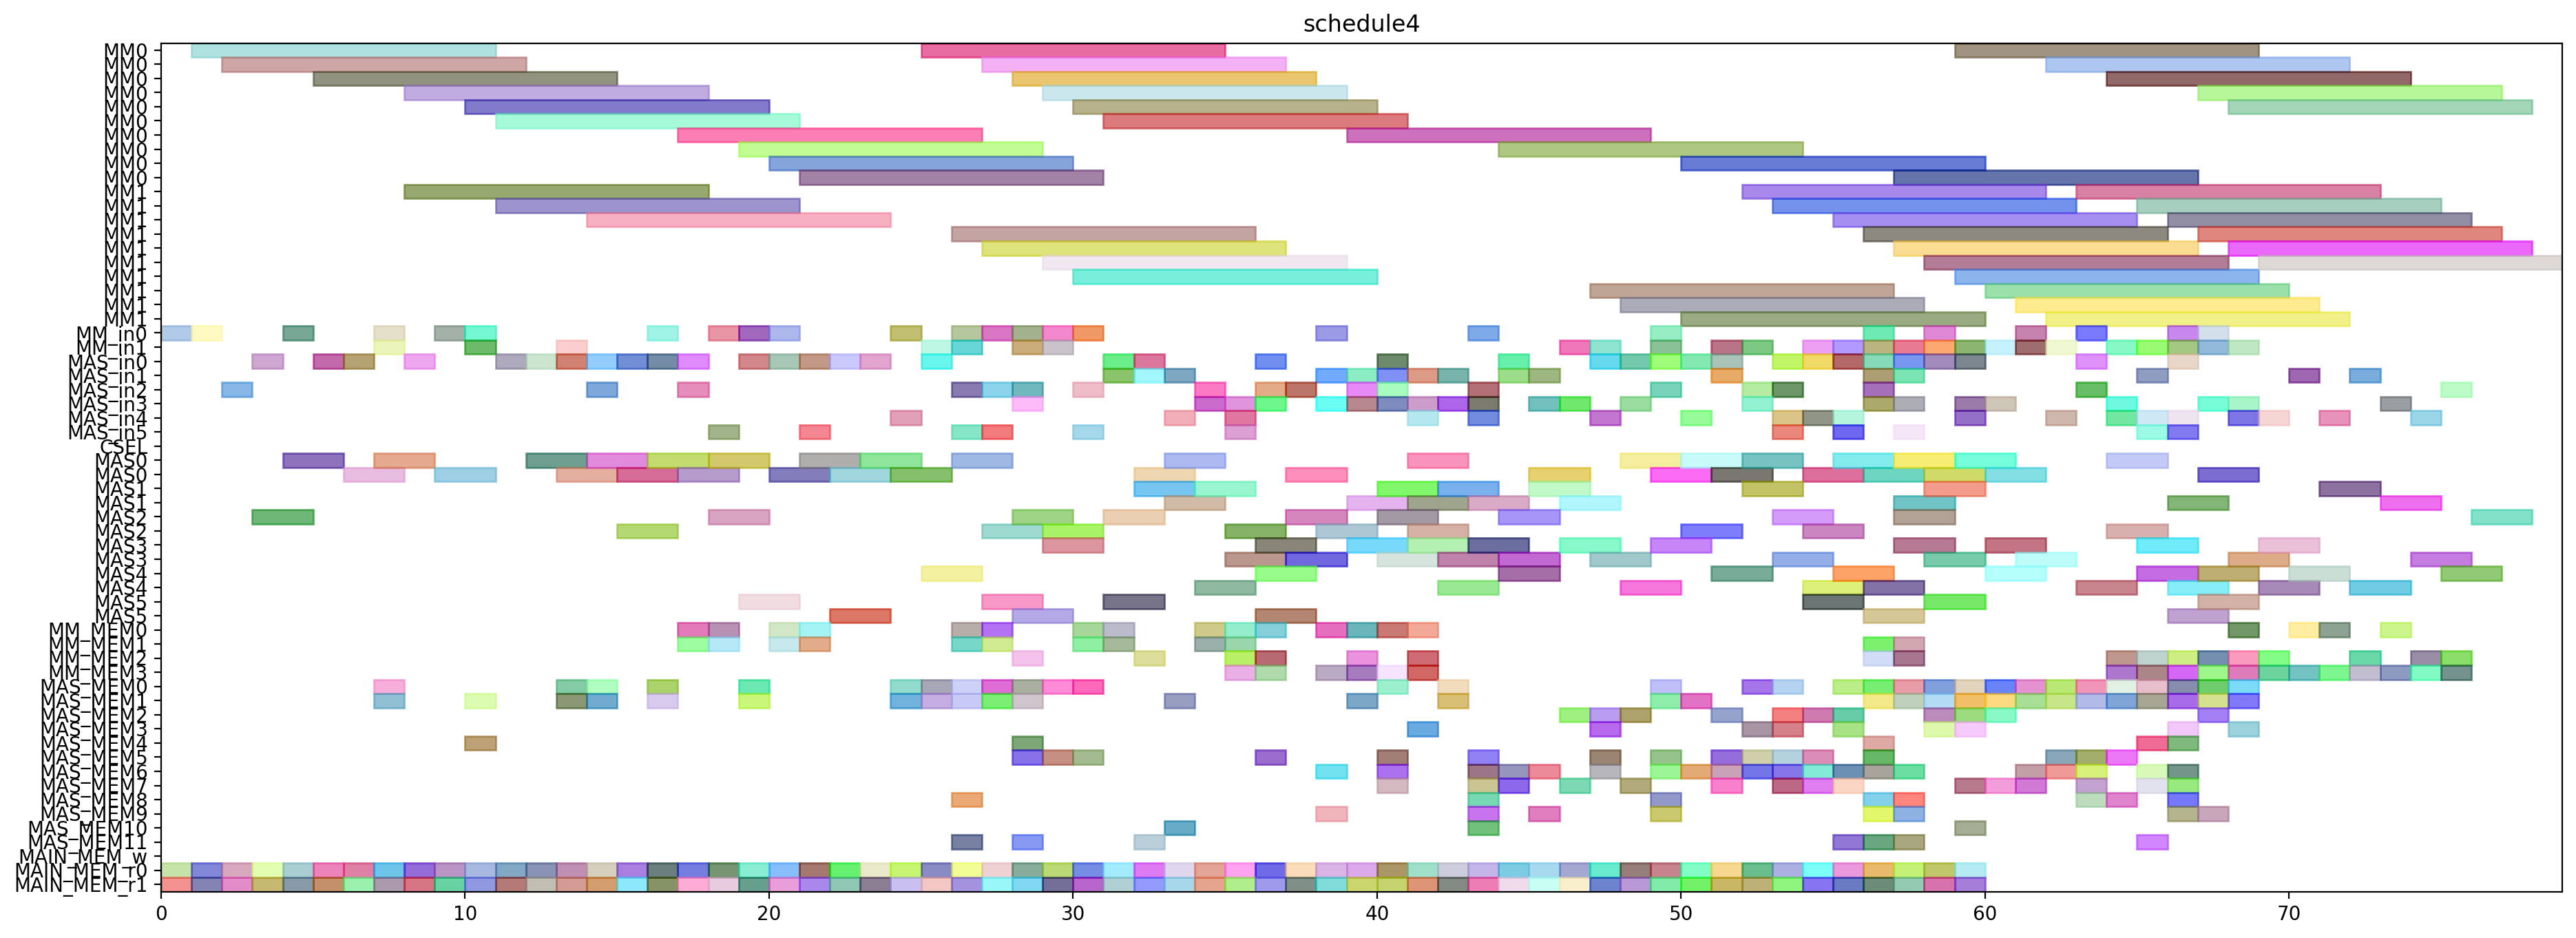 schedule4
MM0
MM0
MM0
MM0
MM0
MM0
MM0
MM0
MM0
MM0
MM1
MM1
MM1
MM1
MM1
MM1
MM1
MM1
MM1
MM1
MM_in0
MM_in1
MAS_in0
MAS_in1
MAS_in2
MAS_in3
MAS_in4
MAS_in5
CSEL
MAS0
MAS0
MAS1
MAS1
MAS2
MAS2
MAS3
MAS3
MAS4
MAS4
MAS5
MAS5
MM_MEM0
MM_MEM1
MM_MEM2
MM_MEM3
MAS_MEM0
MAS_MEM1
MAS_MEM2
MAS_MEM3
MAS_MEM4
MAS_MEM5
MAS_MEM6
MAS_MEM7
MAS_MEM8
MAS_MEM9
MAS_MEM10
MAS_MEM11
MAIN_MEM_w
MAIN_MEM_r0
MAIN_MEM_r1
0 10 20 30 40 50 60 70